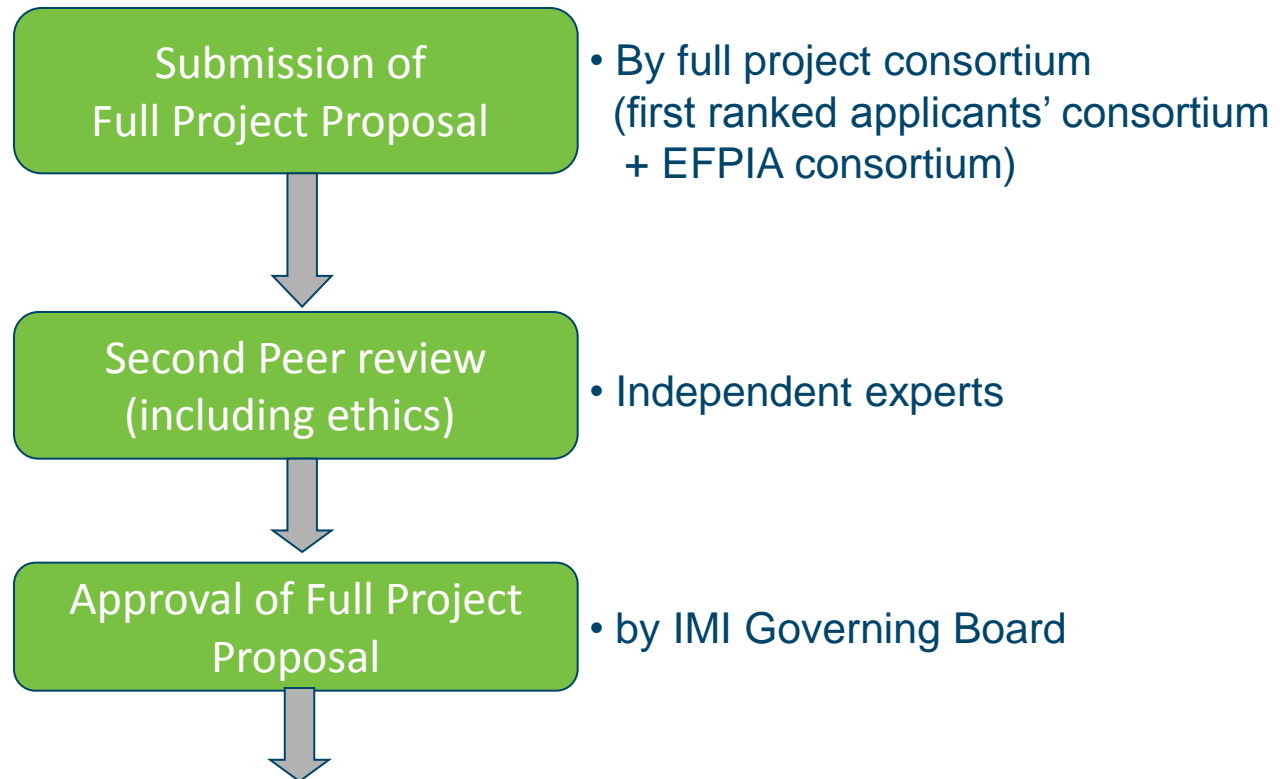 Submission of
Full Project Proposal
• By full project consortium
(first ranked applicants’ consortium
+ EFPIA consortium)
Second Peer review
(including ethics)
• Independent experts
Approval of Full Project
Proposal
• by IMI Governing Board